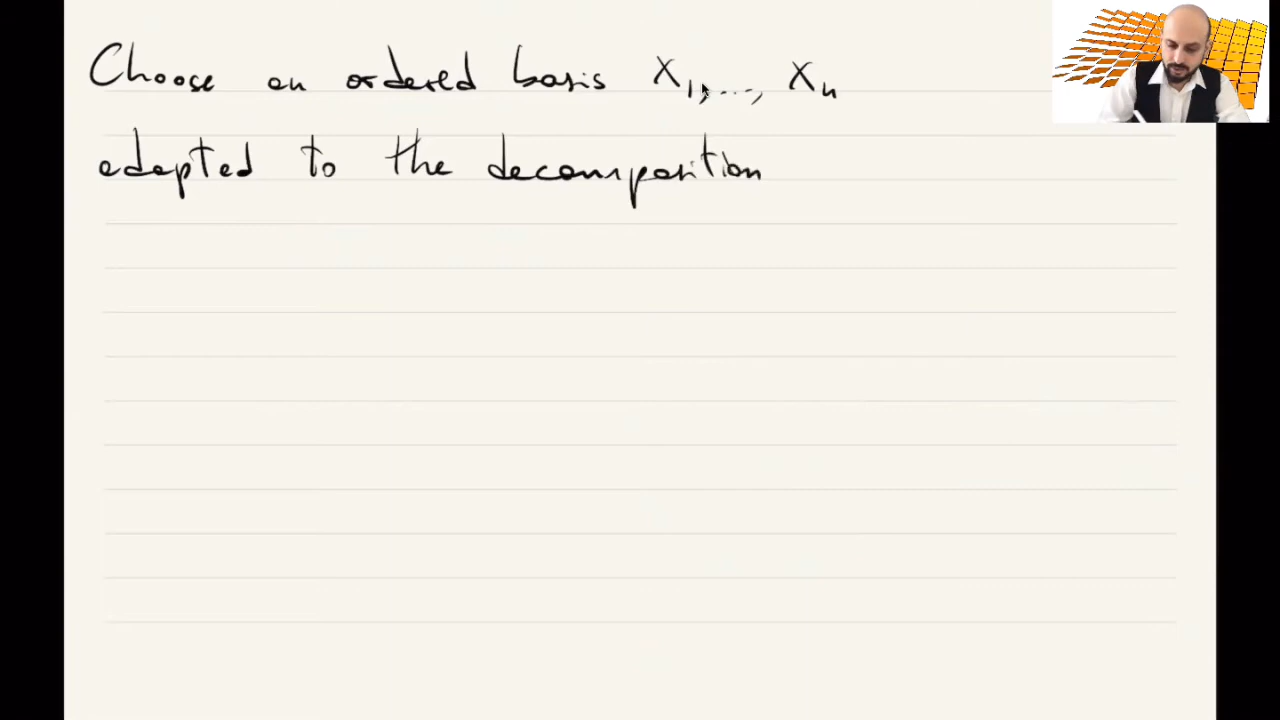 Choose an ordered basis X₁, ..., Xₙ
adapted to the decomposition